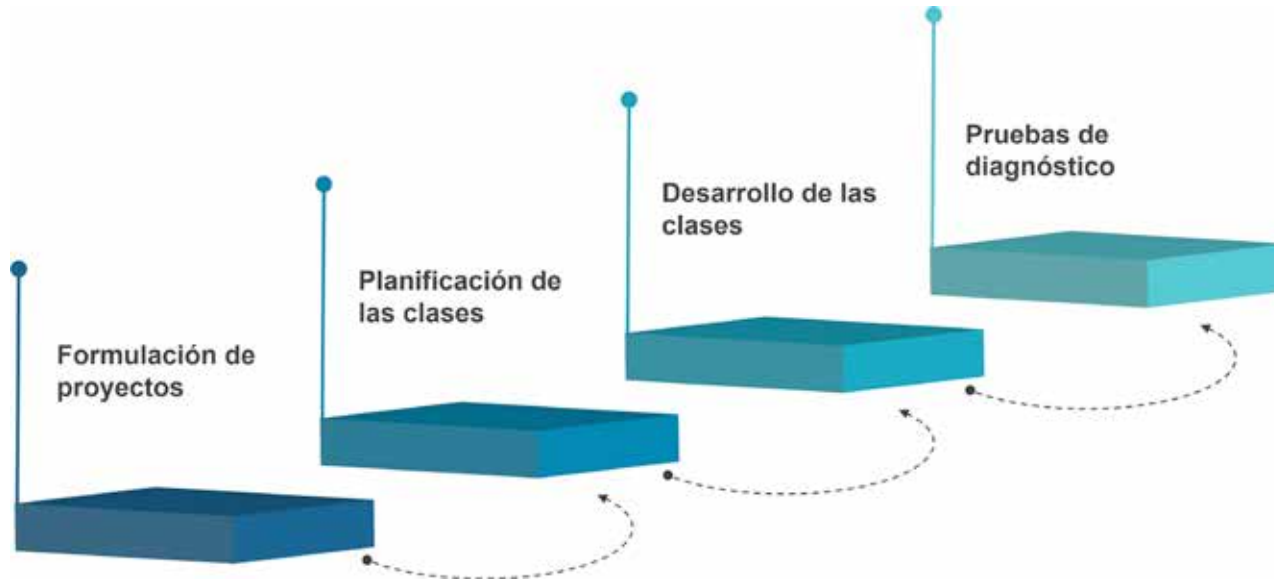 Formulación de
proyectos
Planificación de
las clases
Desarrollo de las
clases
Pruebas de
diagnóstico